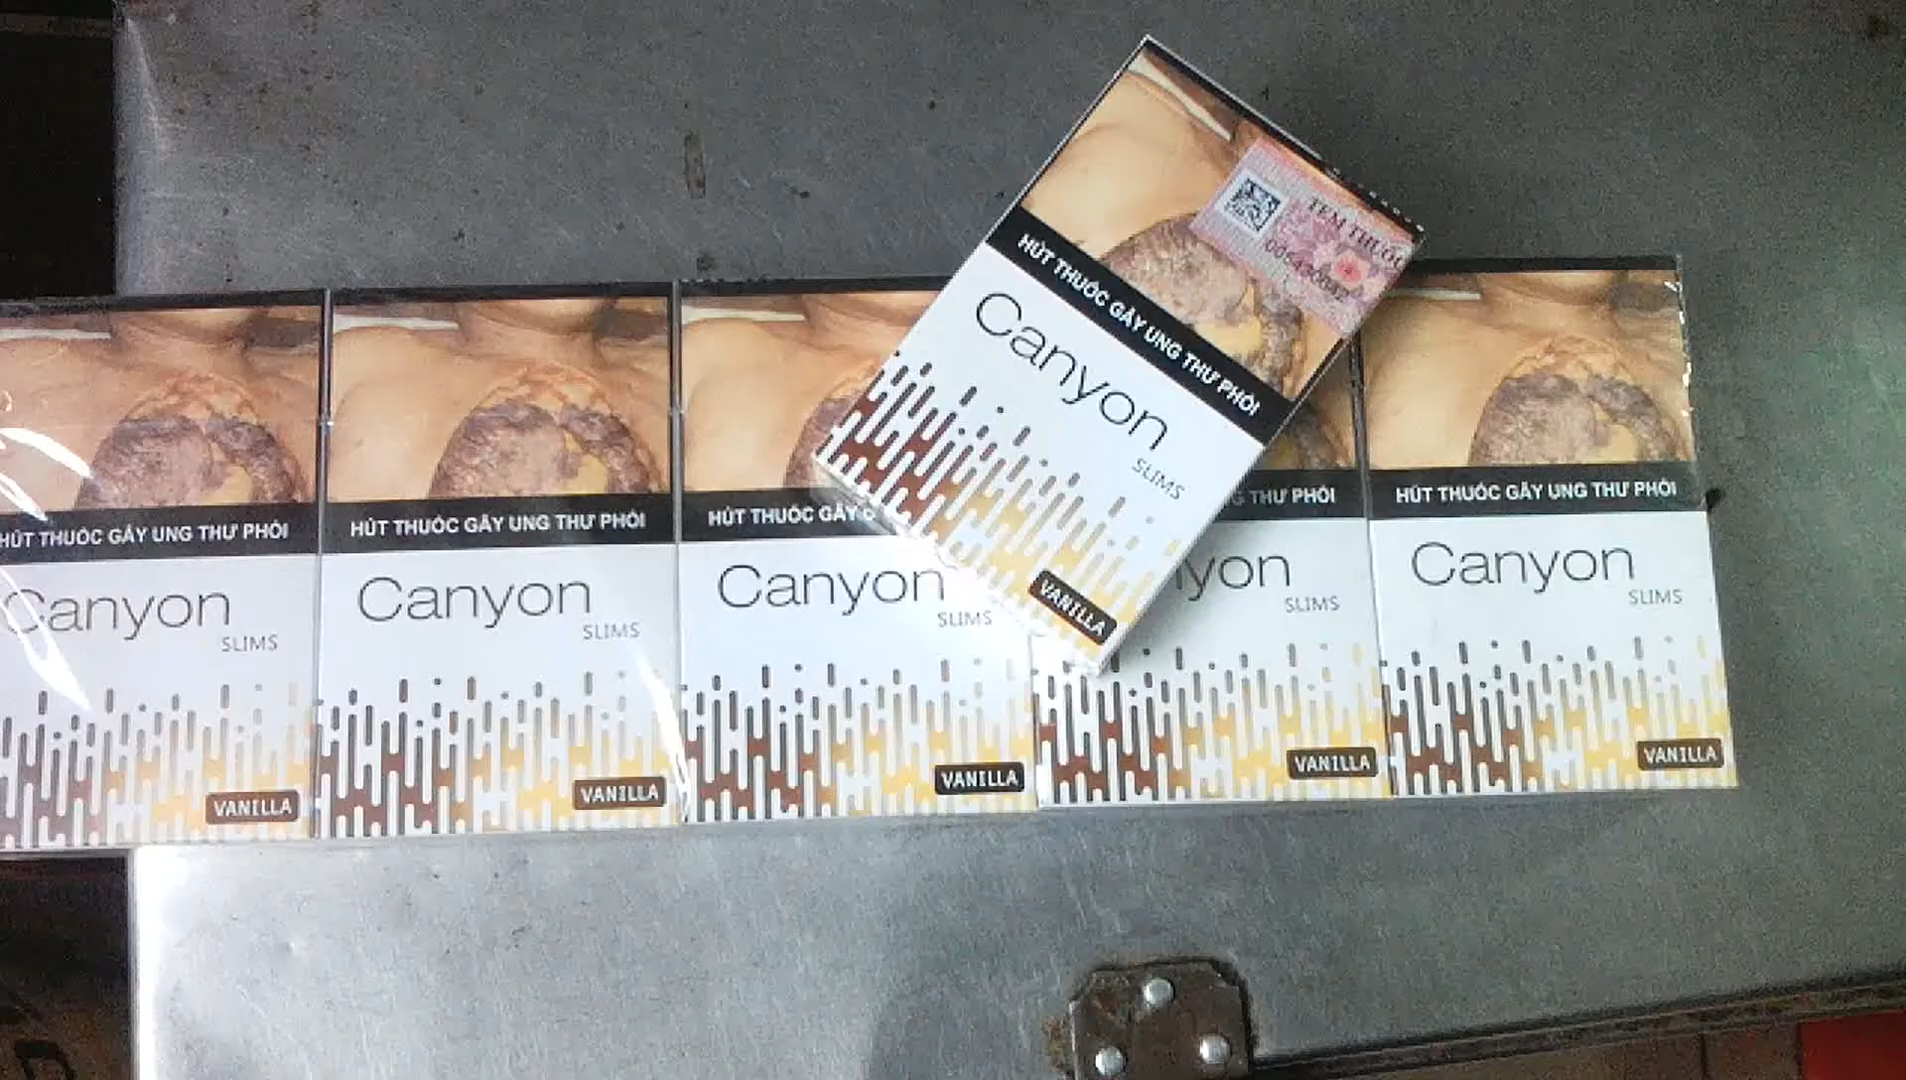 TEM THUỐC
HÚT THUỐC GÂY UNG THƯ PHỔI
Canyon
SLIMS
VANILLA
HÚT THUỐC GÂY UNG THƯ PHỔI
Canyon
SLIMS
VANILLA
HÚT THUỐC GÂY UNG THƯ PHỔI
Canyon
SLIMS
VANILLA
HÚT THUỐC GÂY
Canyon
SLIMS
VANILLA
THƯ PHỔI
yon
SLIMS
VANILLA
HÚT THUỐC GÂY UNG THƯ PHỔI
Canyon
SLIMS
VANILLA